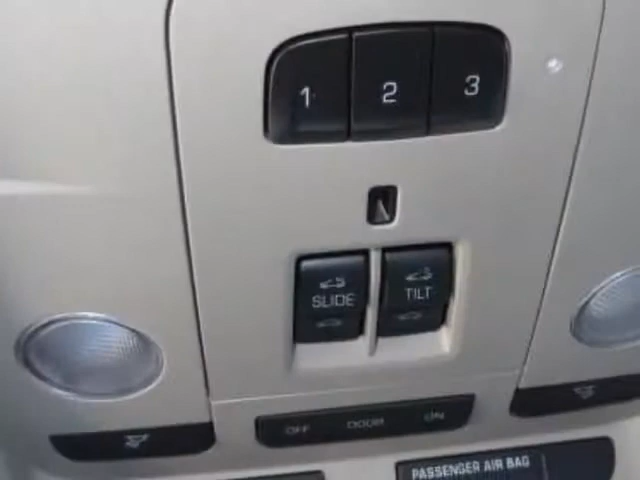 1 2 3
SLIDE TILT
OFF DOOR ON
PASSENGER AIR BAG